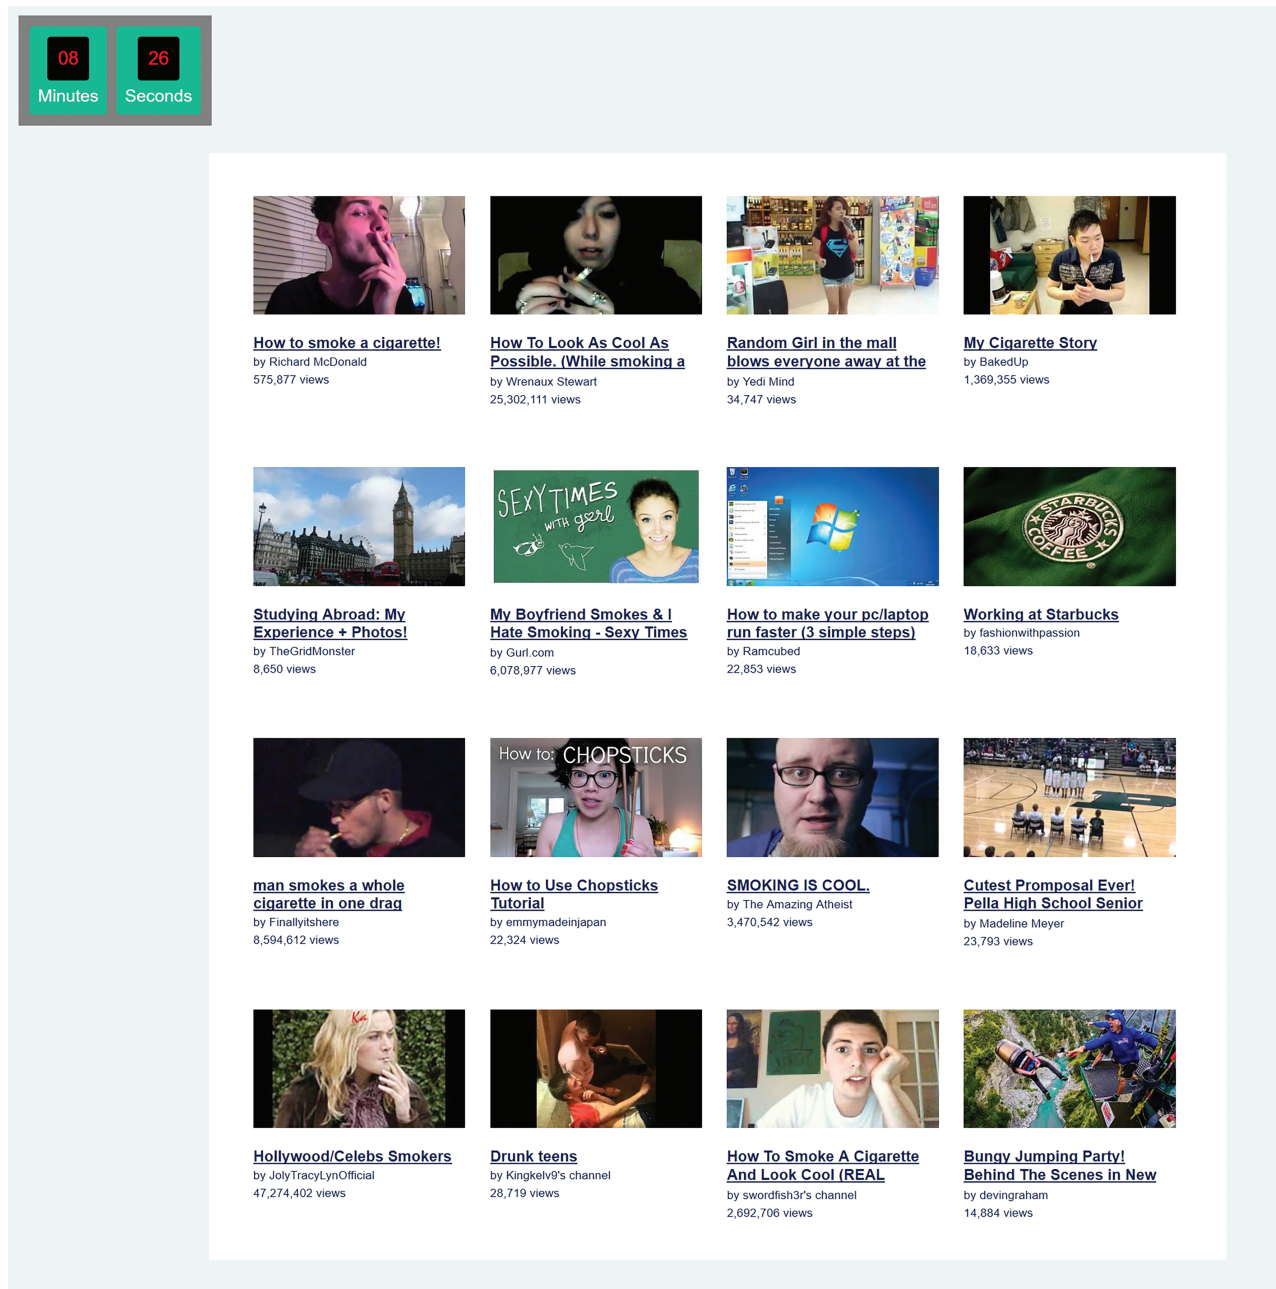 08
26
Minutes
Seconds
How to smoke a cigarette!
by Richard McDonald
575,877 views
How To Look As Cool As
Possible. (While smoking a
by Wrenaux Stewart
25,302,111 views
Random Girl in the mall
blows everyone away at the
by Yedi Mind
34,747 views
My Cigarette Story
by BakedUp
1,369,355 views
SEXY TIMES
WITH gurl
STARBUCKS
COFFEE
Studying Abroad: My
Experience + Photos!
by TheGridMonster
8,650 views
My Boyfriend Smokes & I
Hate Smoking - Sexy Times
by Gurl.com
6,078,977 views
How to make your pc/laptop
run faster (3 simple steps)
by Ramcubed
22,853 views
Working at Starbucks
by fashionwithpassion
18,633 views
How to: CHOPSTICKS
man smokes a whole
cigarette in one drag
by Finallyitshere
8,594,612 views
How to Use Chopsticks
Tutorial
by emmymadeinjapan
22,324 views
SMOKING IS COOL.
by The Amazing Atheist
3,470,542 views
Cutest Promposal Ever!
Pella High School Senior
by Madeline Meyer
23,793 views
Ka
Hollywood/Celebs Smokers
by JolyTracyLynOfficial
47,274,402 views
Drunk teens
by Kingkelv9's channel
28,719 views
How To Smoke A Cigarette
And Look Cool (REAL
by swordfish3r's channel
2,692,706 views
Bungy Jumping Party!
Behind The Scenes in New
by devingraham
14,884 views